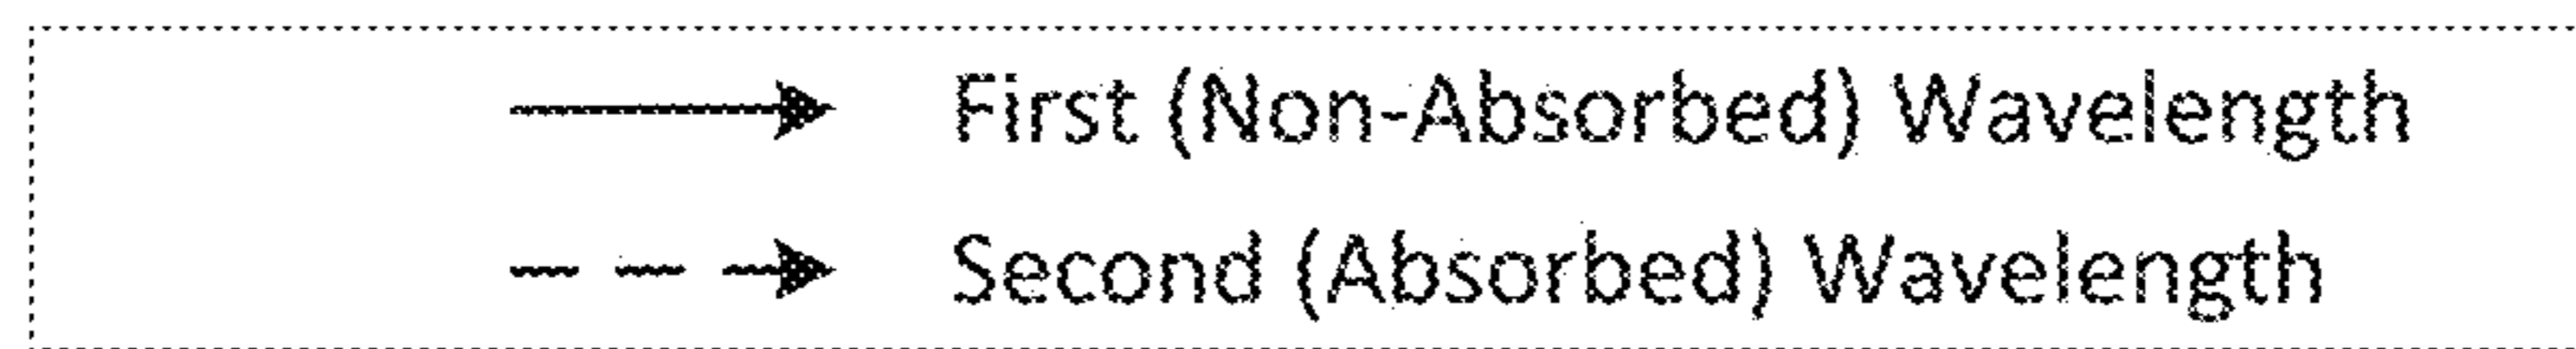 First (Non-Absorbed) Wavelength
Second (Absorbed) Wavelength